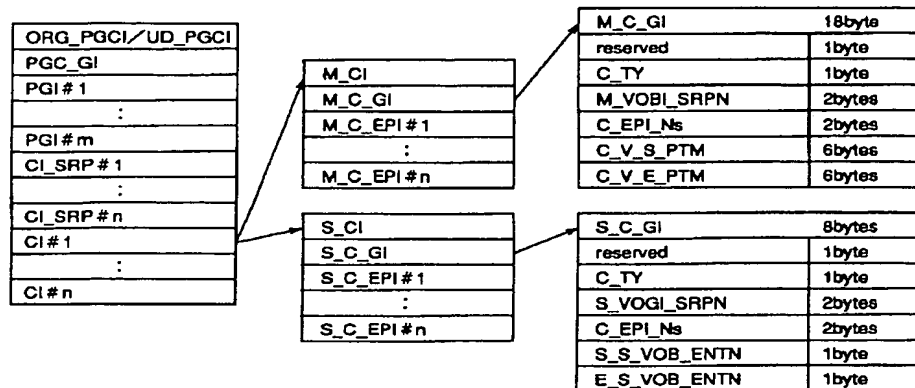 ORG_PGCI／UD_PGCI
PGC_GI
PGI#1
:
PGI#m
CI_SRP#1
:
CI_SRP#n
CI#1
:
CI#n
M_CI
M_C_GI
M_C_EPI#1
:
M_C_EPI#n
S_CI
S_C_GI
S_C_EPI#1
:
S_C_EPI#n
M_C_GI 18byte
reserved 1byte
C_TY 1byte
M_VOBI_SRPN 2bytes
C_EPI_Ns 2bytes
C_V_S_PTM 6bytes
C_V_E_PTM 6bytes
S_C_GI 8bytes
reserved 1byte
C_TY 1byte
S_VOGI_SRPN 2bytes
C_EPI_Ns 2bytes
S_S_VOB_ENTN 1byte
E_S_VOB_ENTN 1byte